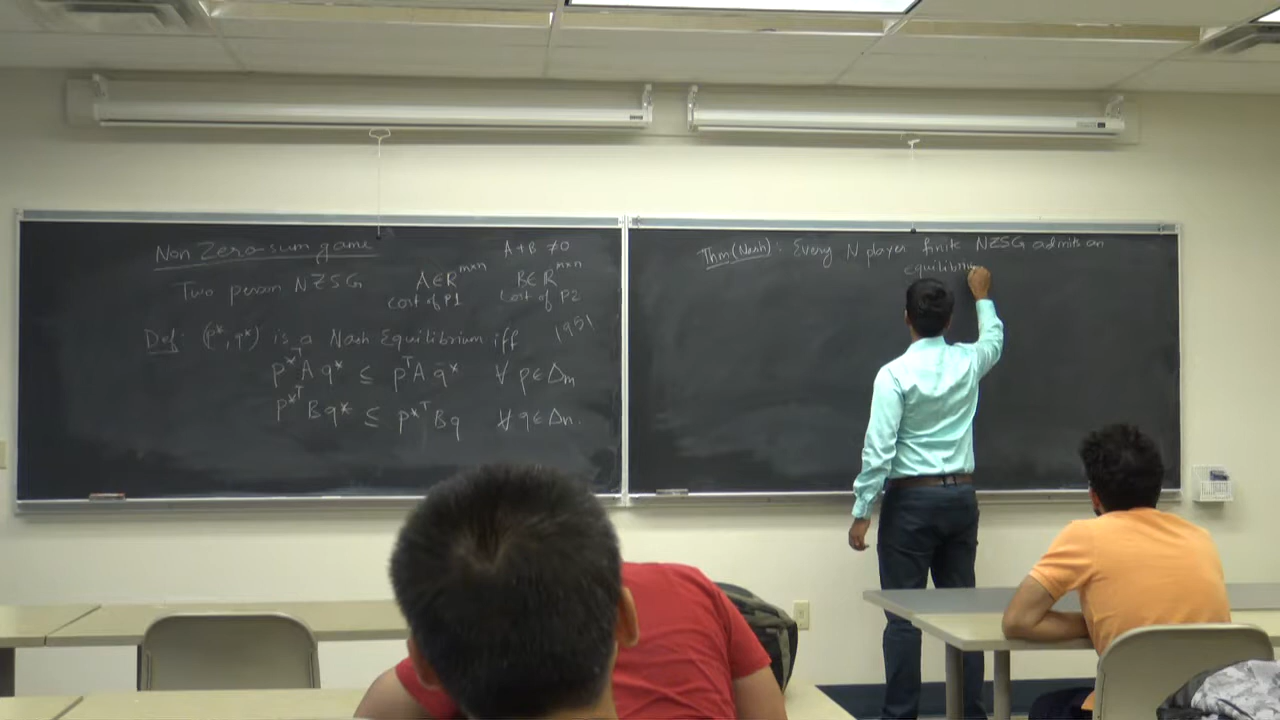 Non Zero-sum game
A+B ≠0
Two person NZSG
A∈R^{m×n}
B∈R^{m×n}
cost of P1
cost of P2
Def: (p*, q*) is a Nash Equilibrium iff
1951
p*^T A q* ≤ p^T A q* ∀ p∈Δm
p*^T B q* ≤ p*^T B q ∀ q∈Δn.
Thm(Nash): Every N player finite NZSG admits an
equilibriu